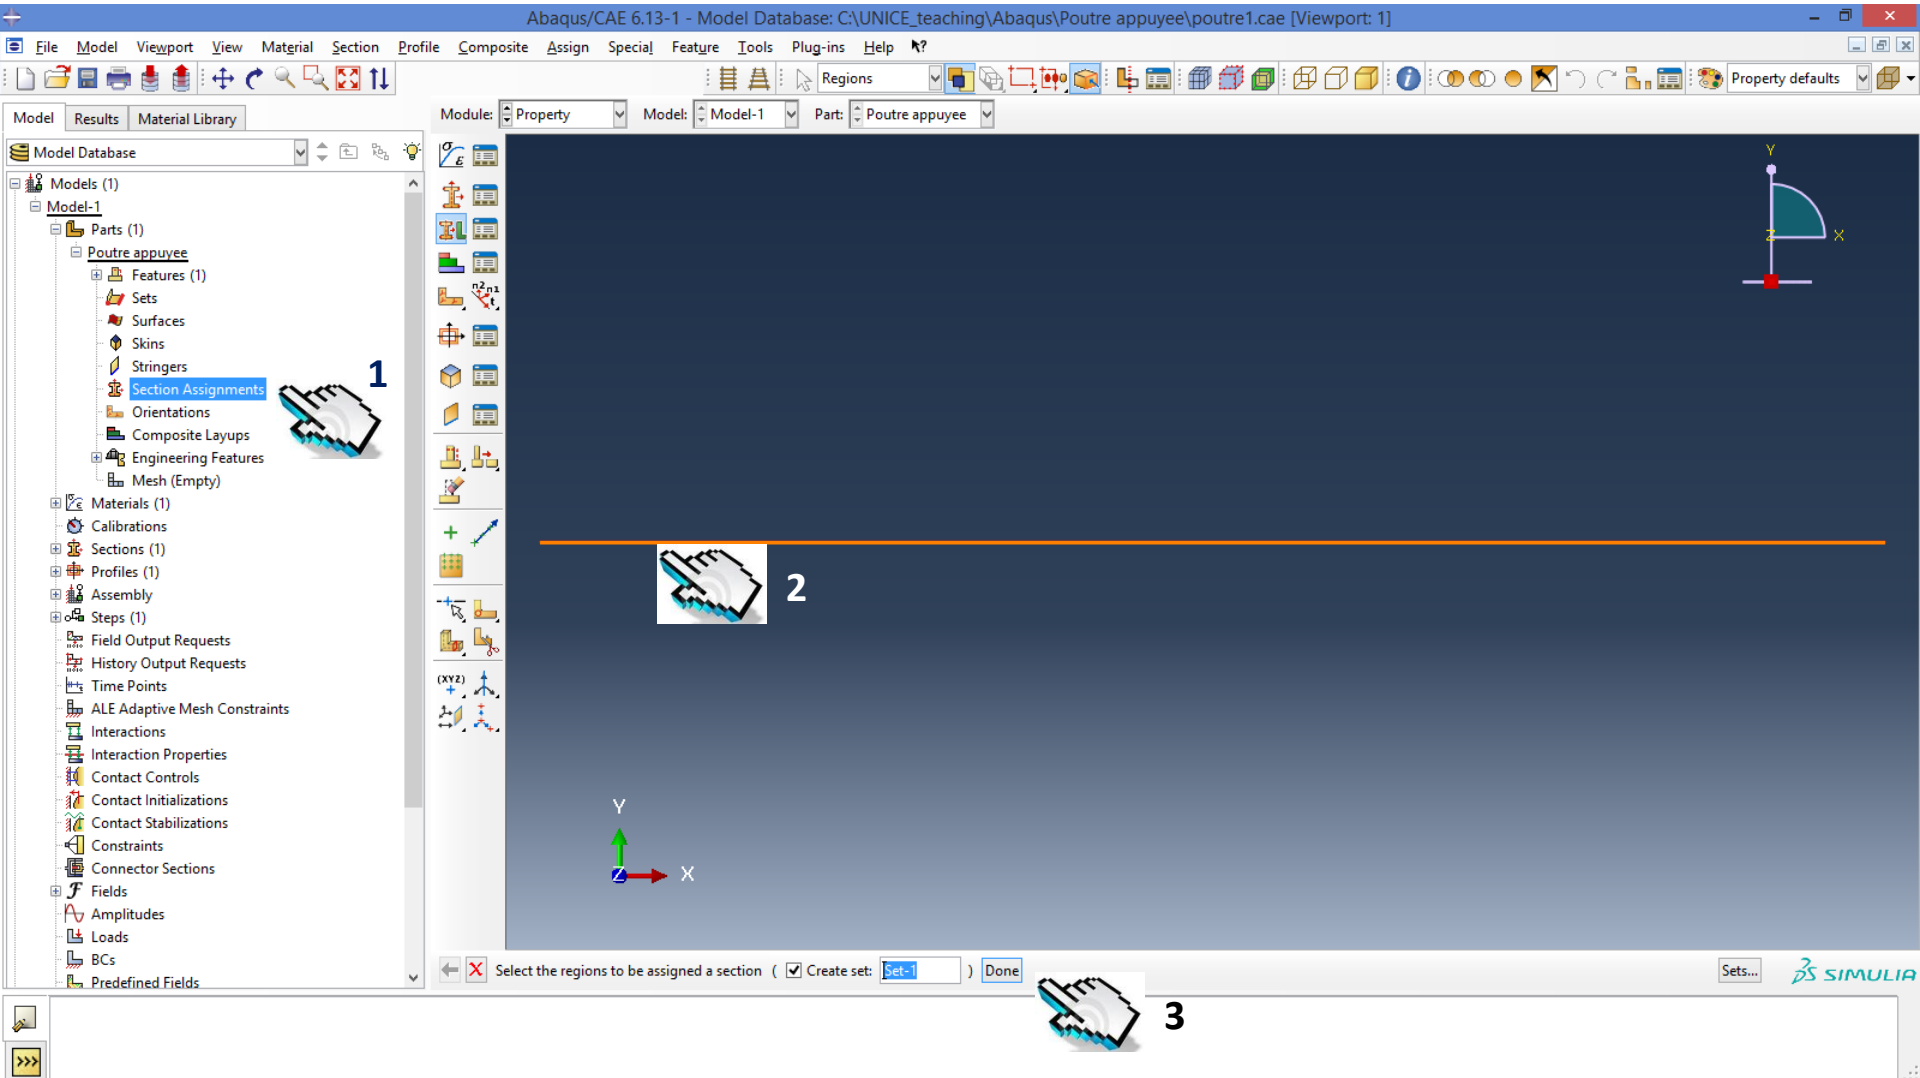 Abaqus/CAE 6.13-1 - Model Database: C:\UNICE_teaching\Abaqus\Poutre appuyee\poutre1.cae [Viewport: 1]
File Model Viewport View Material Section Profile Composite Assign Special Feature Tools Plug-ins Help ?
Regions
Property defaults
Model Results Material Library
Module: Property Model: Model-1 Part: Poutre appuyee
Model Database
Models (1)
Model-1
Parts (1)
Poutre appuyee
Features (1)
Sets
Surfaces
Skins
Stringers
Section Assignments
Orientations
Composite Layups
Engineering Features
Mesh (Empty)
Materials (1)
Calibrations
Sections (1)
Profiles (1)
Assembly
Steps (1)
Field Output Requests
History Output Requests
Time Points
ALE Adaptive Mesh Constraints
Interactions
Interaction Properties
Contact Controls
Contact Initializations
Contact Stabilizations
Constraints
Connector Sections
Fields
Amplitudes
Loads
BCs
Predefined Fields
1
σ ε
n2 n1
t
(XYZ)
Y
Z X
2
Y
Z X
Select the regions to be assigned a section ( Create set: Set-1 ) Done
Sets...
3DS SIMULIA
3
>>>